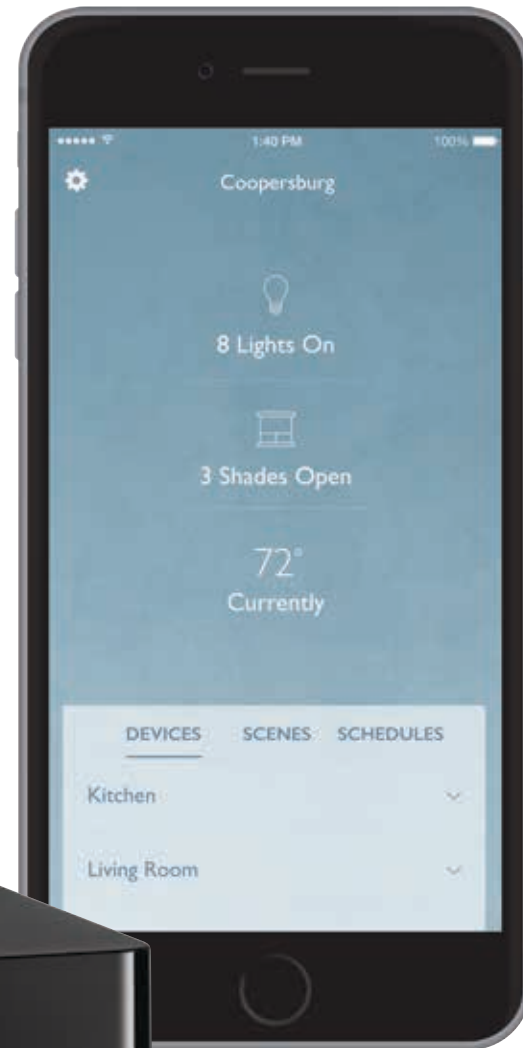 1:40 PM
100%
Coopersburg
8 Lights On
3 Shades Open
72°
Currently
DEVICES SCENES SCHEDULES
Kitchen
Living Room